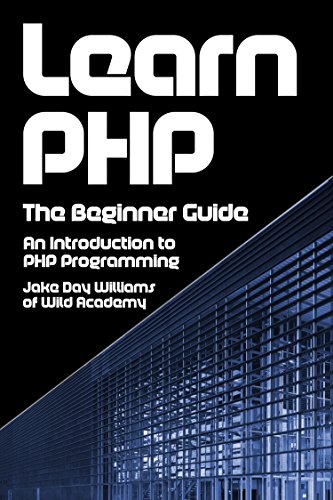 Learn
PHP
The Beginner Guide
An Introduction to
PHP Programming
Jake Day Williams
of Wild Academy